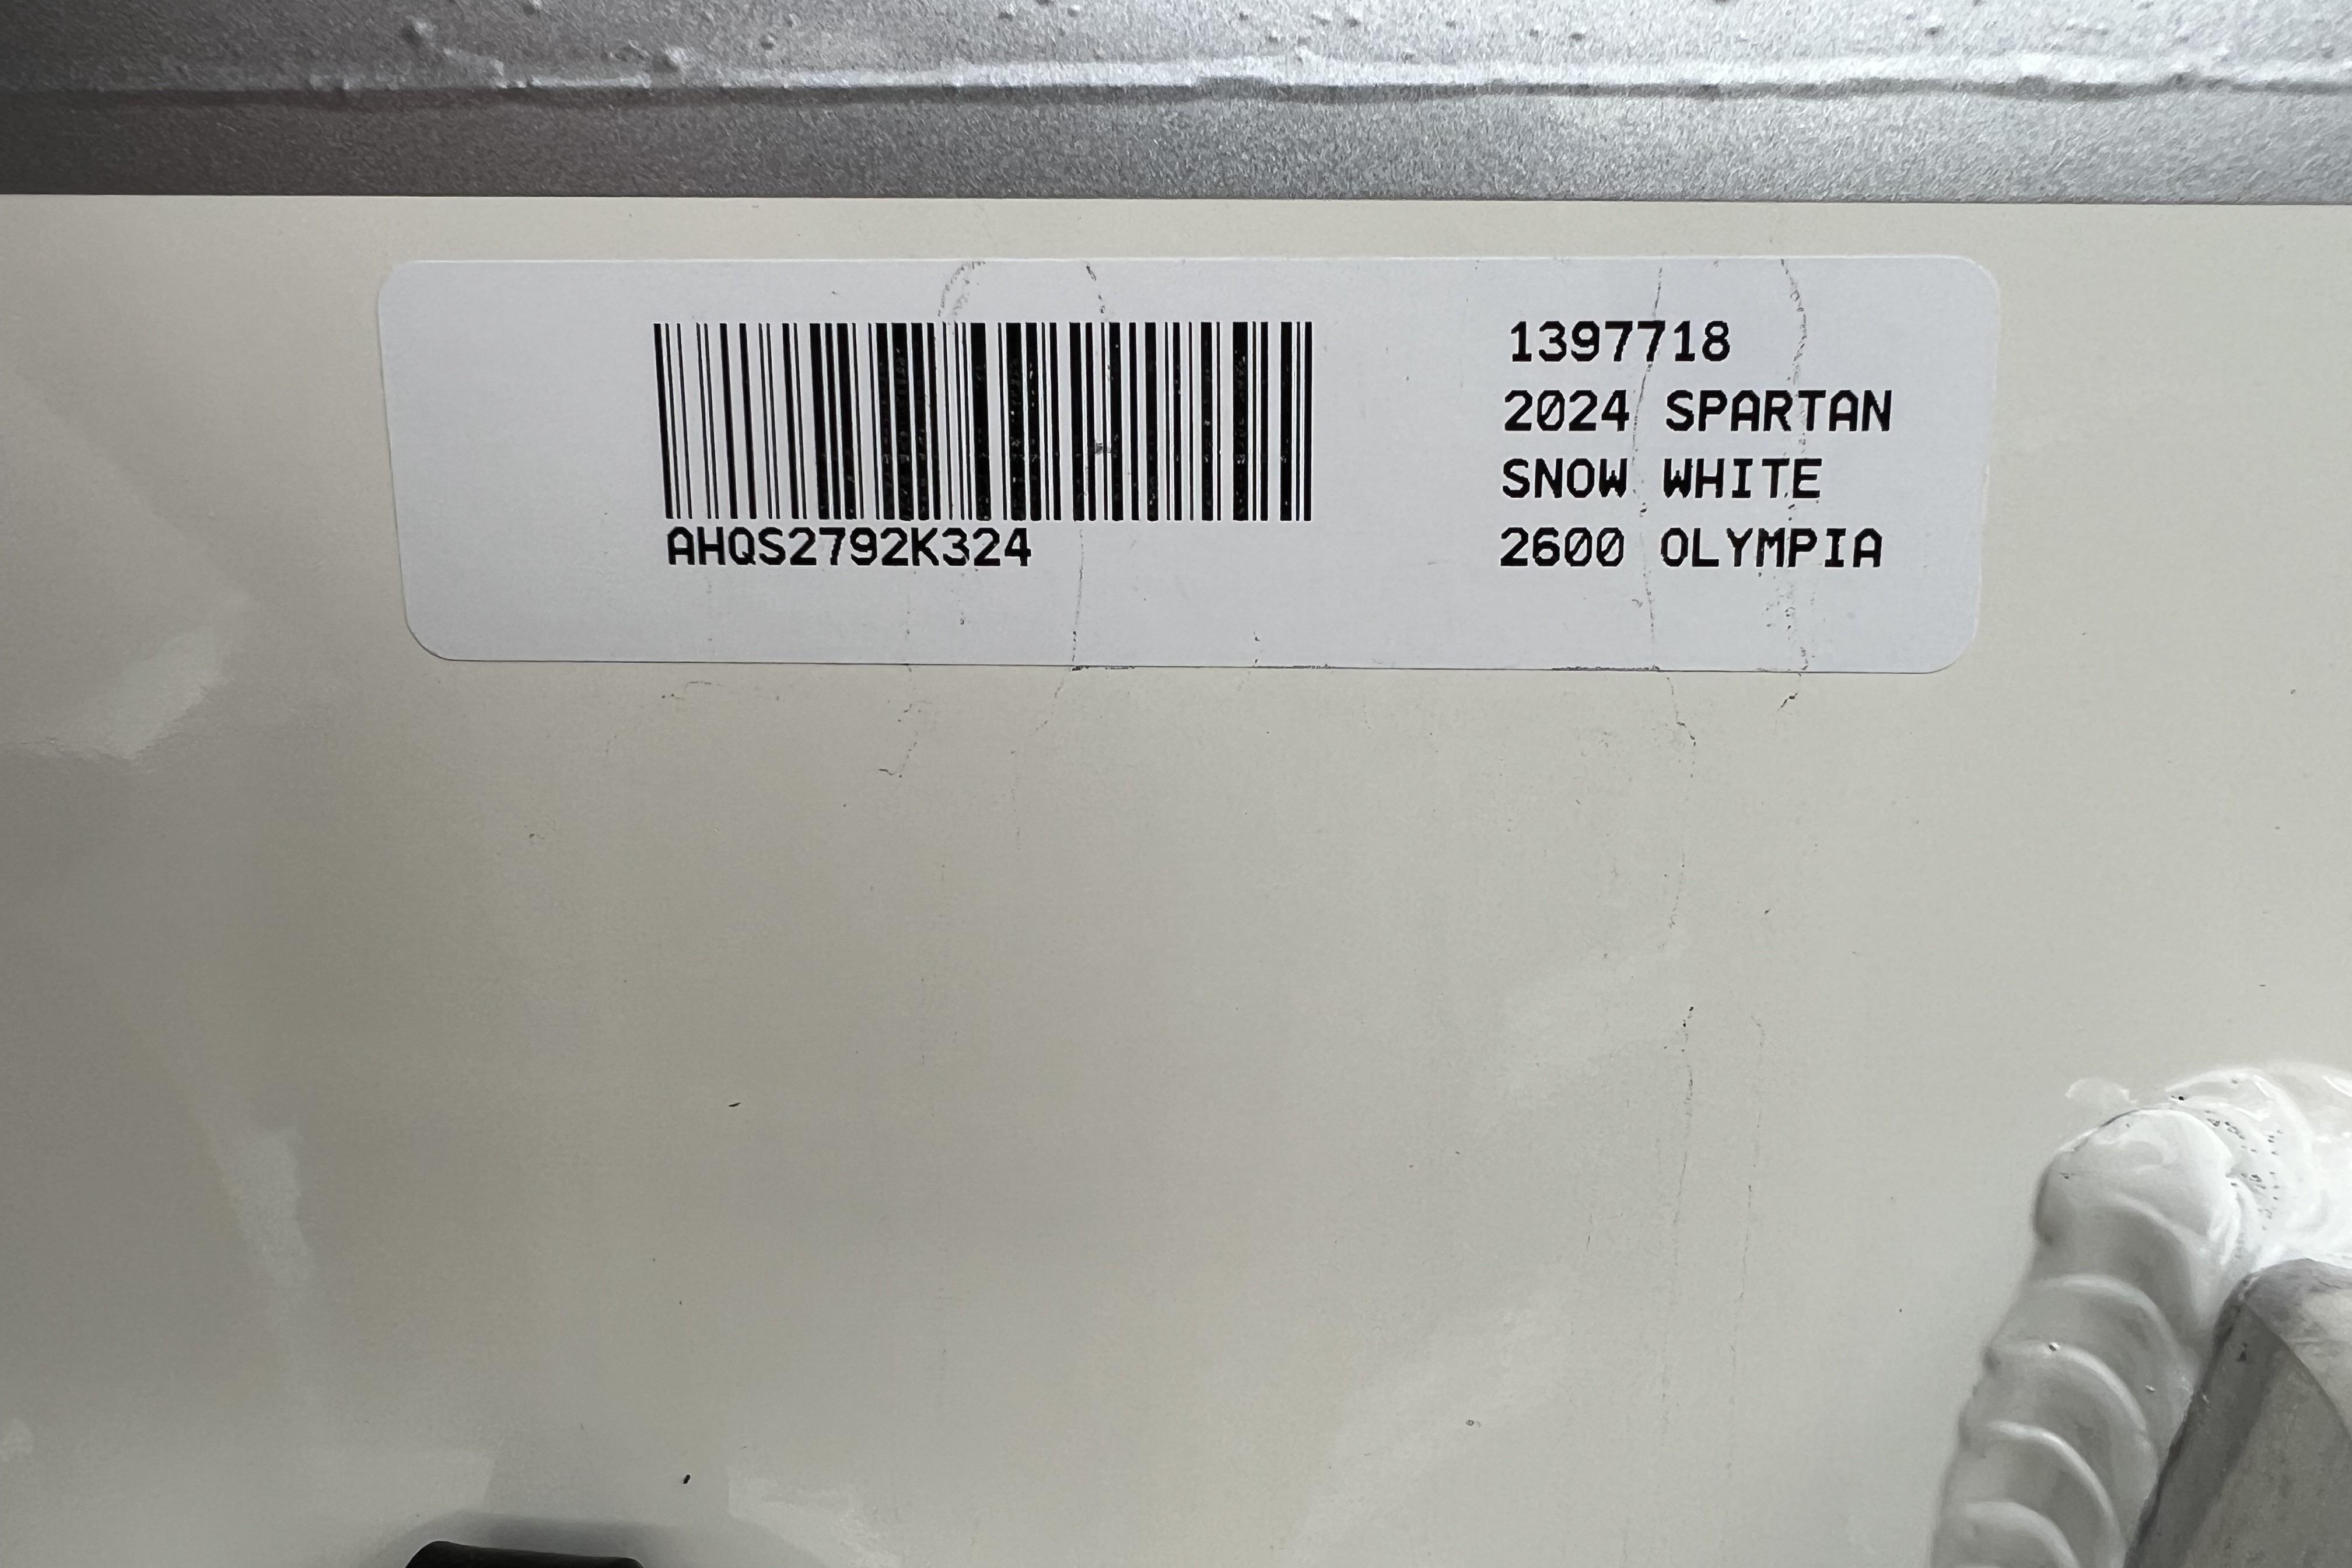 AHQS2792K324
1397718
2024 SPARTAN
SNOW WHITE
2600 OLYMPIA